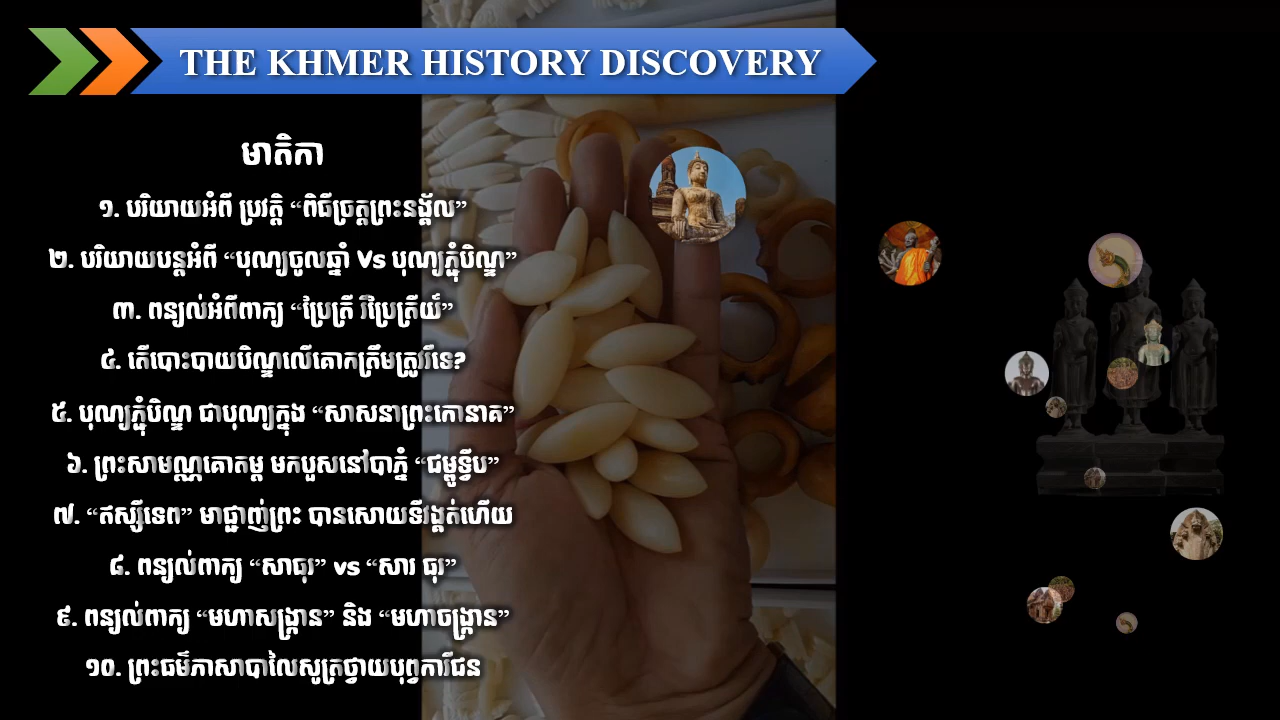 THE KHMER HISTORY DISCOVERY
មាតិកា
១. បរិយាយអំពី ប្រវត្តិ “ពិធីច្រត្តព្រះនង្គ័ល”
២. បរិយាយបន្តអំពី “បុណ្យចូលឆ្នាំ Vs បុណ្យភ្ជុំបិណ្ឌ”
៣. ពន្យល់អំពីពាក្យ “ប្រៃត្រី រឺប្រៃត្រីយ៍”
៤. តើបោះបាយបិណ្ឌលើគោកត្រឹមត្រូវរឺទេ?
៥. បុណ្យភ្ជុំបិណ្ឌ ជាបុណ្យក្នុង “សាសនាព្រះកោនាគ”
៦. ព្រះសាមណ្ណគោកម្ត មកបួសនៅបាភ្នំ “ជម្ពូទ្វីប”
៧. “ឥស្សីទេព” មាផ្ចាញ់ព្រះ បានសោយទីវង្គត់ហើយ
៨. ពន្យល់ពាក្យ “សាធុរ” vs “សារ ធុរ”
៩. ពន្យល់ពាក្យ “មហាសង្ក្រាន” និង “មហាចង្ក្រាន”
១០. ព្រះធម៌ភាសាបាលៃសូត្រថ្វាយបុព្វការីជន